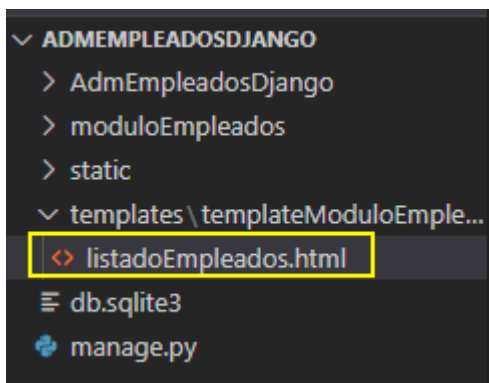 ADMEMPLEADOSDJANGO
AdmEmpleadosDjango
moduloEmpleados
static
templates\templateModuloEmple...
listadoEmpleados.html
db.sqlite3
manage.py